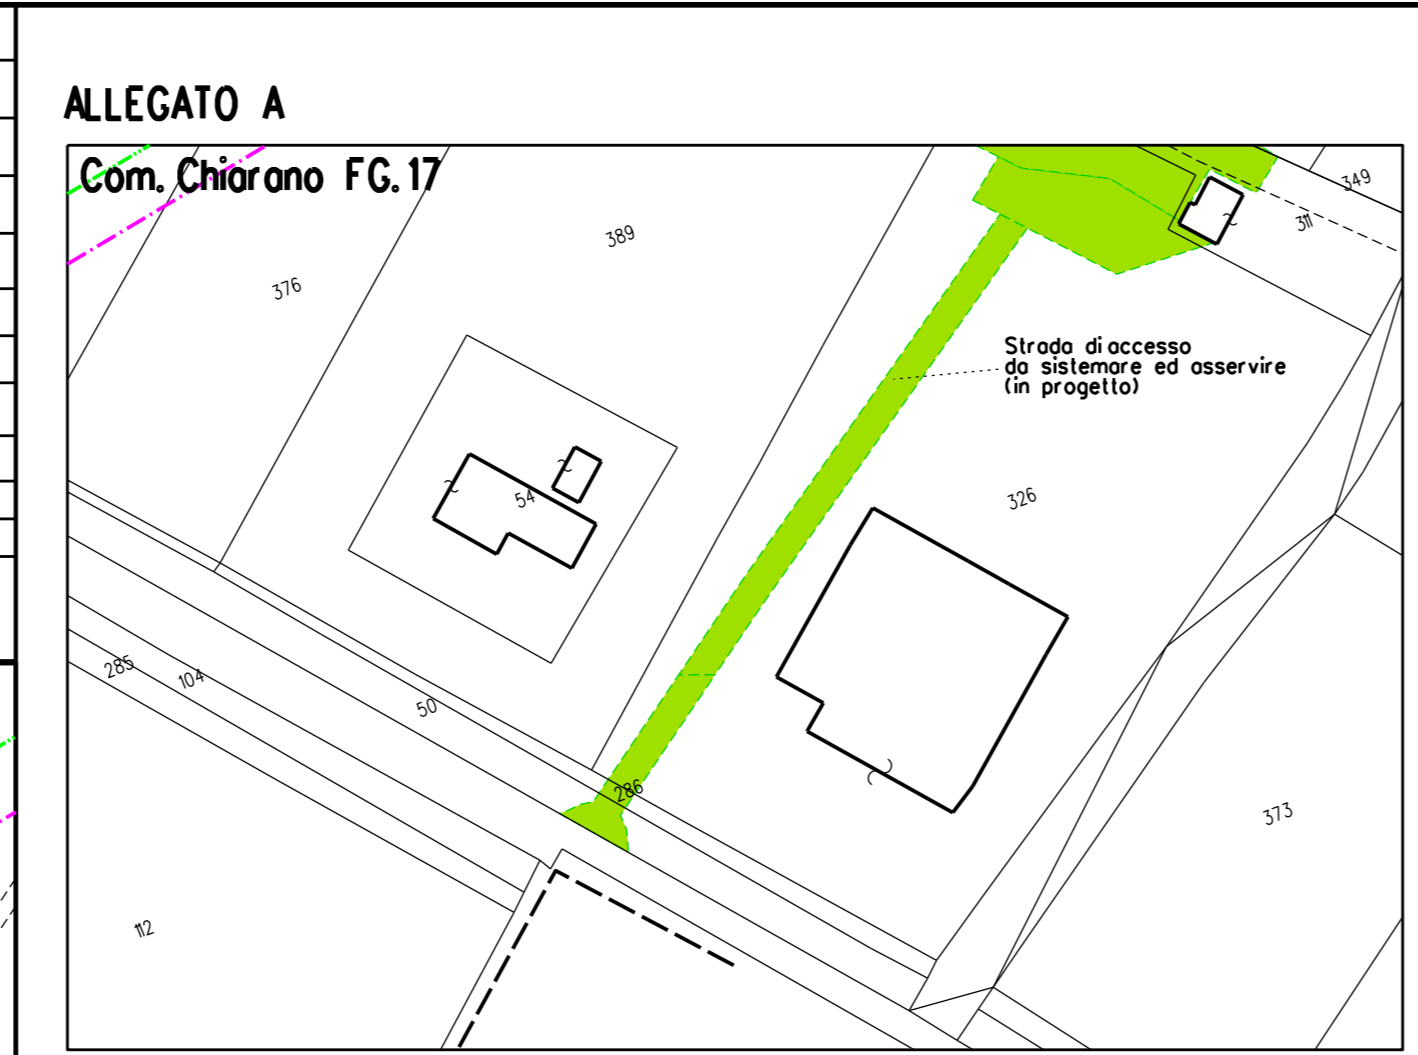 ALLEGATO A
Com. Chiarano FG.17
349
311
389
376
Strada di accesso
da sistemare ed asservire
(in progetto)
54
326
285
104
50
286
373
112